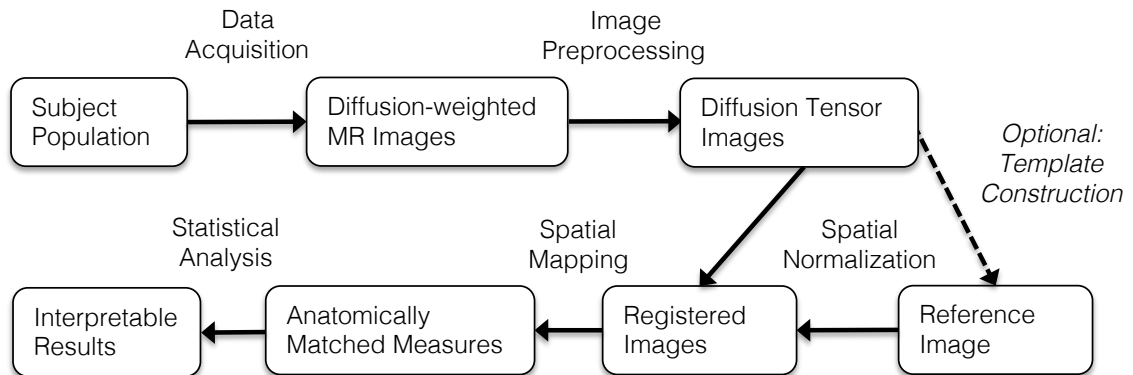 Data
Acquisition
Image
Preprocessing
Subject
Population
Diffusion-weighted
MR Images
Diffusion Tensor
Images
Optional:
Template
Construction
Statistical
Analysis
Spatial
Mapping
Spatial
Normalization
Interpretable
Results
Anatomically
Matched Measures
Registered
Images
Reference
Image